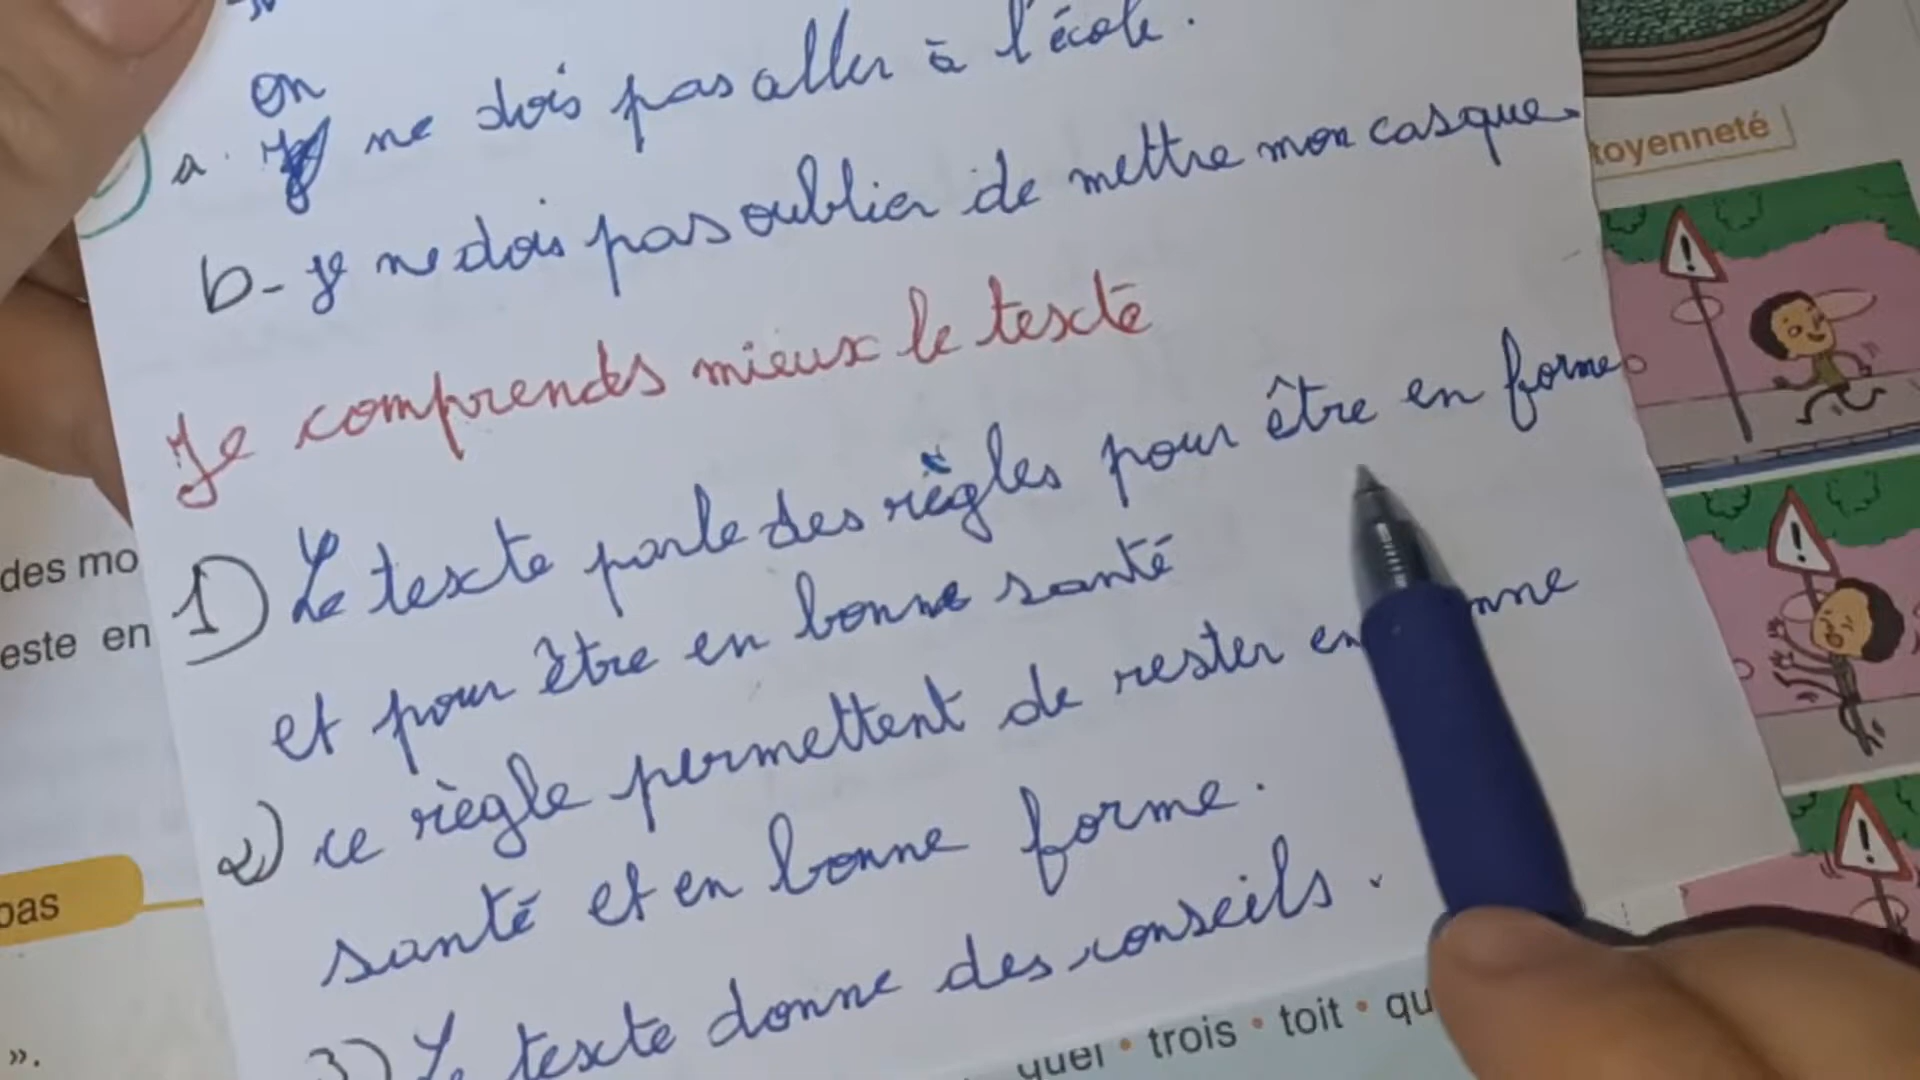 on
a. ne dois pas aller à l'école.
b- Je ne dois pas oublier de mettre mon casque.
Je comprends mieux le texte
1) Le texte parle des règles pour être en forme
et pour être en bonne santé
2) ce règle permettent de rester en nne
santé et en bonne forme.
3) Le texte donne des conseils.
des mo
este en
pas
».
toyenneté
quel • trois • toit • qu